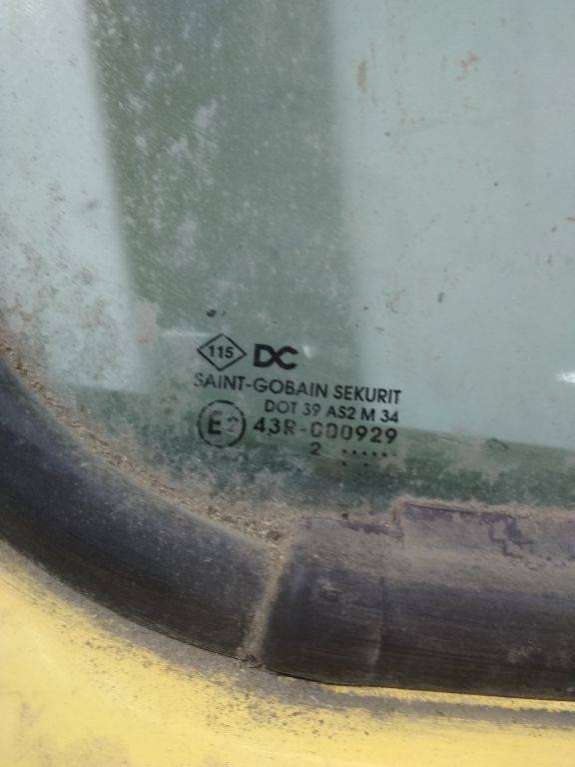 115 DC
SAINT-GOBAIN SEKURIT
DOT 39 AS2 M 34
E2 43R-000929
2 ......
. .